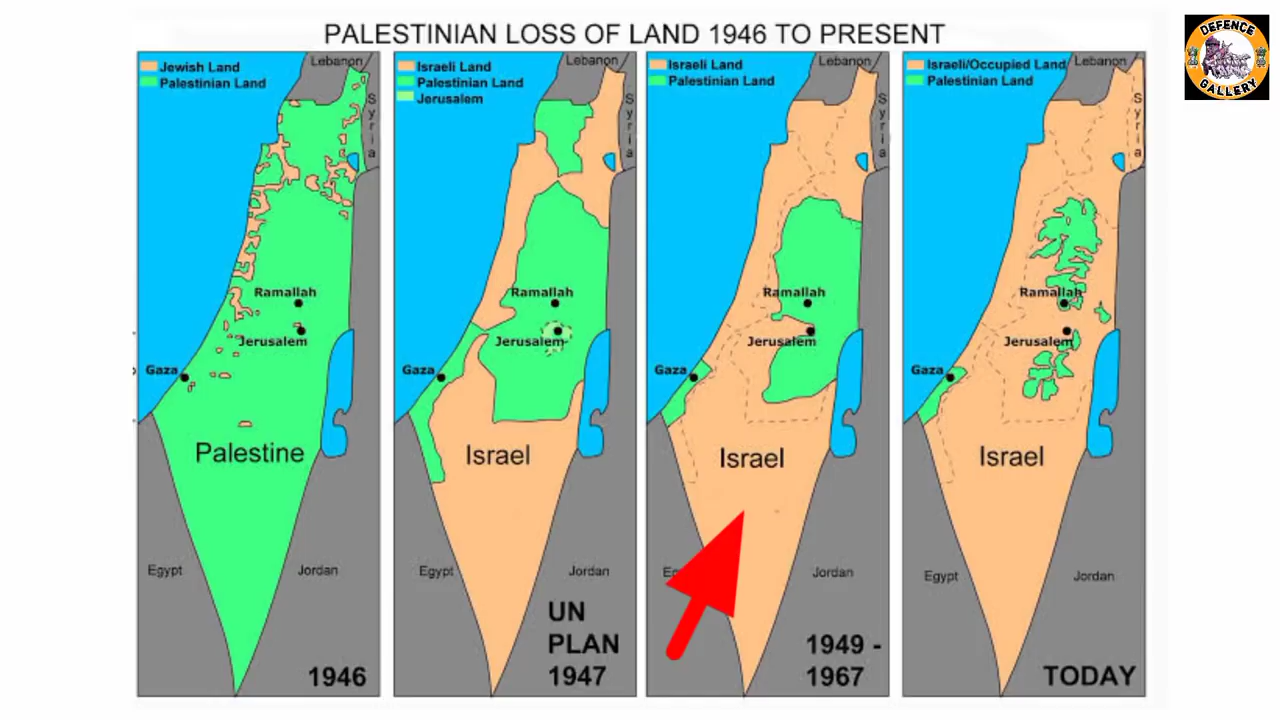 PALESTINIAN LOSS OF LAND 1946 TO PRESENT
DEFENCE
GALLERY
Jewish Land
Palestinian Land
Lebanon
Syria
Ramallah
Jerusalem
Gaza
Palestine
Egypt
Jordan
1946
Israeli Land
Palestinian Land
Jerusalem
Lebanon
Syria
Ramallah
Jerusalem
Gaza
Israel
Egypt
Jordan
UN
PLAN
1947
Israeli Land
Palestinian Land
Lebanon
Syria
Ramallah
Jerusalem
Gaza
Israel
Jordan
1949 -
1967
Israeli/Occupied Land
Palestinian Land
Lebanon
Syria
Ramallah
Jerusalem
Gaza
Israel
Egypt
Jordan
TODAY